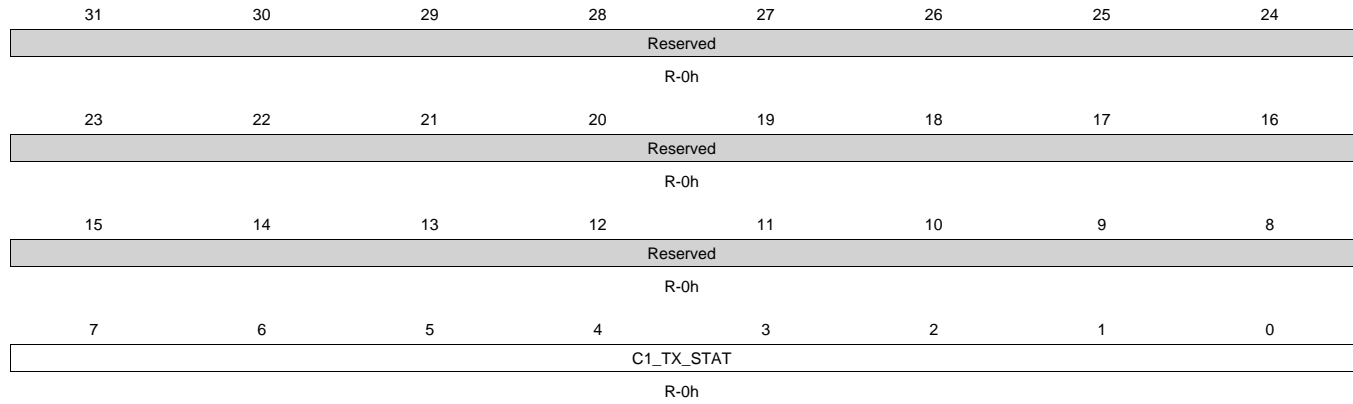 31 30 29 28 27 26 25 24
Reserved
R-0h
23 22 21 20 19 18 17 16
Reserved
R-0h
15 14 13 12 11 10 9 8
Reserved
R-0h
7 6 5 4 3 2 1 0
C1_TX_STAT
R-0h